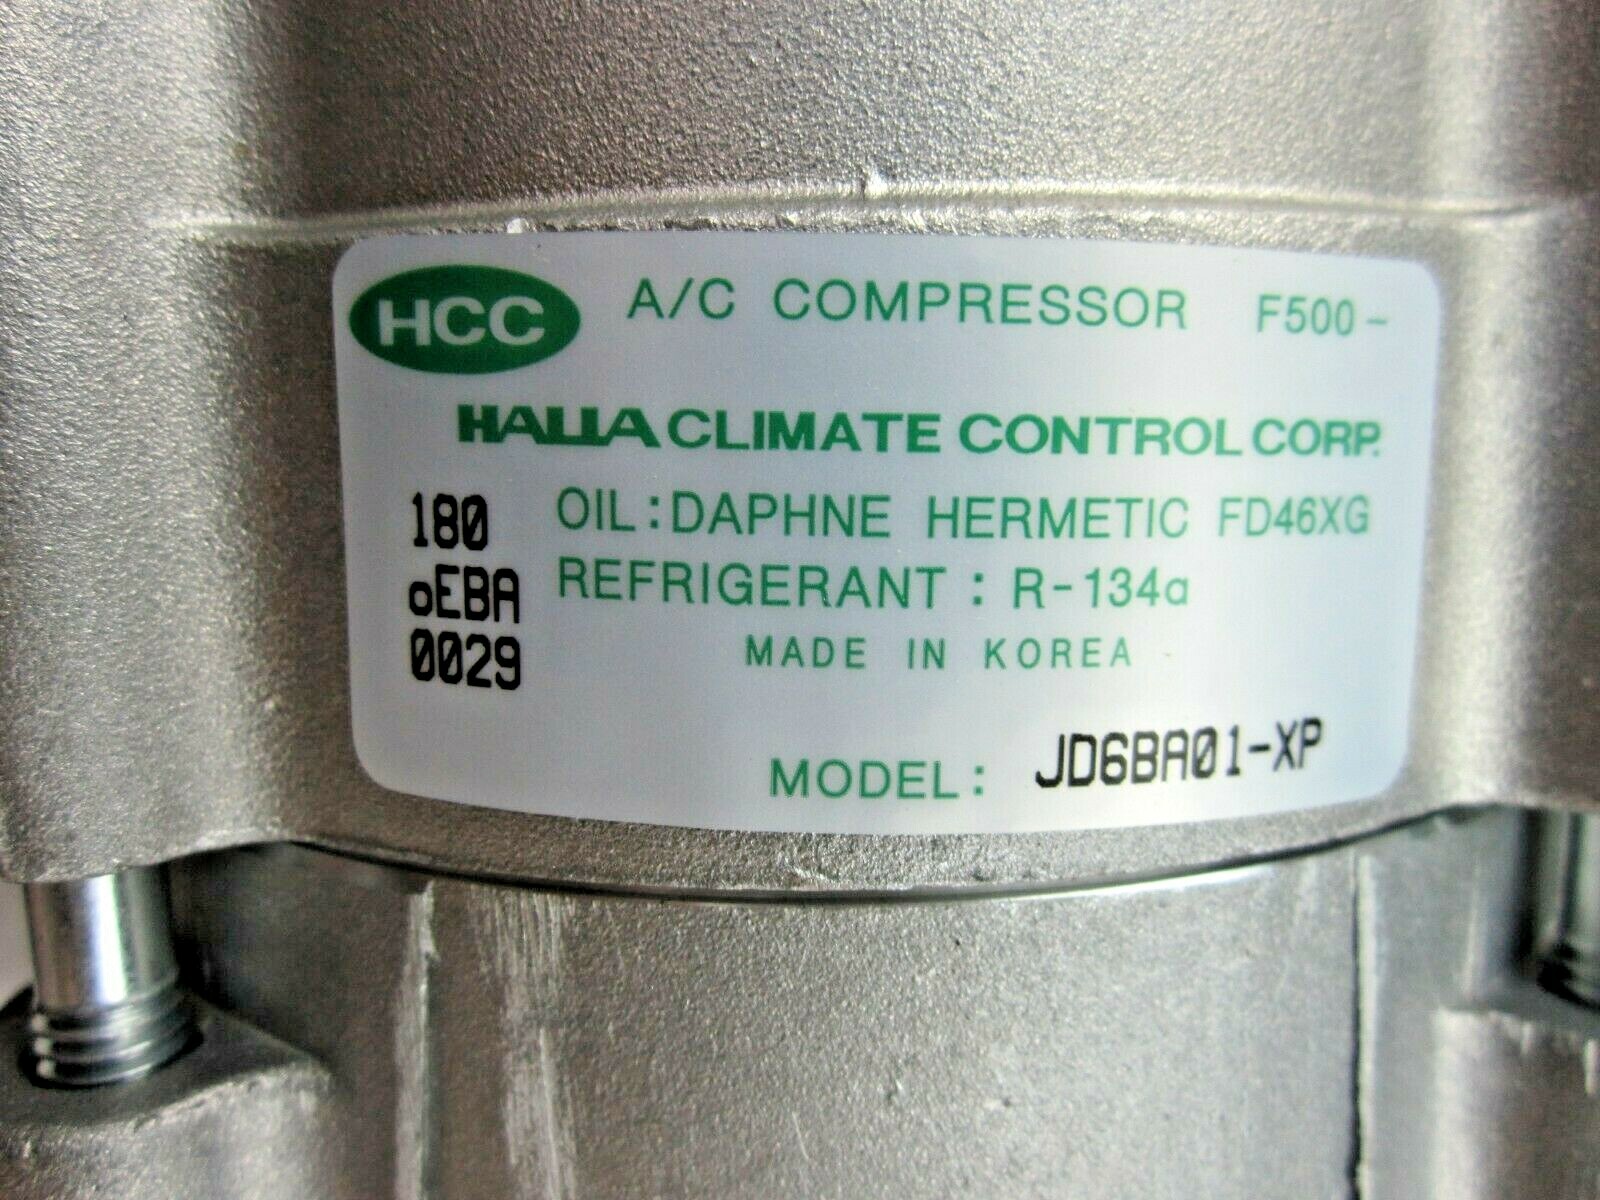 HCC A/C COMPRESSOR F500-
HALLA CLIMATE CONTROL CORP.
180 OIL:DAPHNE HERMETIC FD46XG
oEBA REFRIGERANT : R-134a
0029 MADE IN KOREA
MODEL: JD6BA01-XP